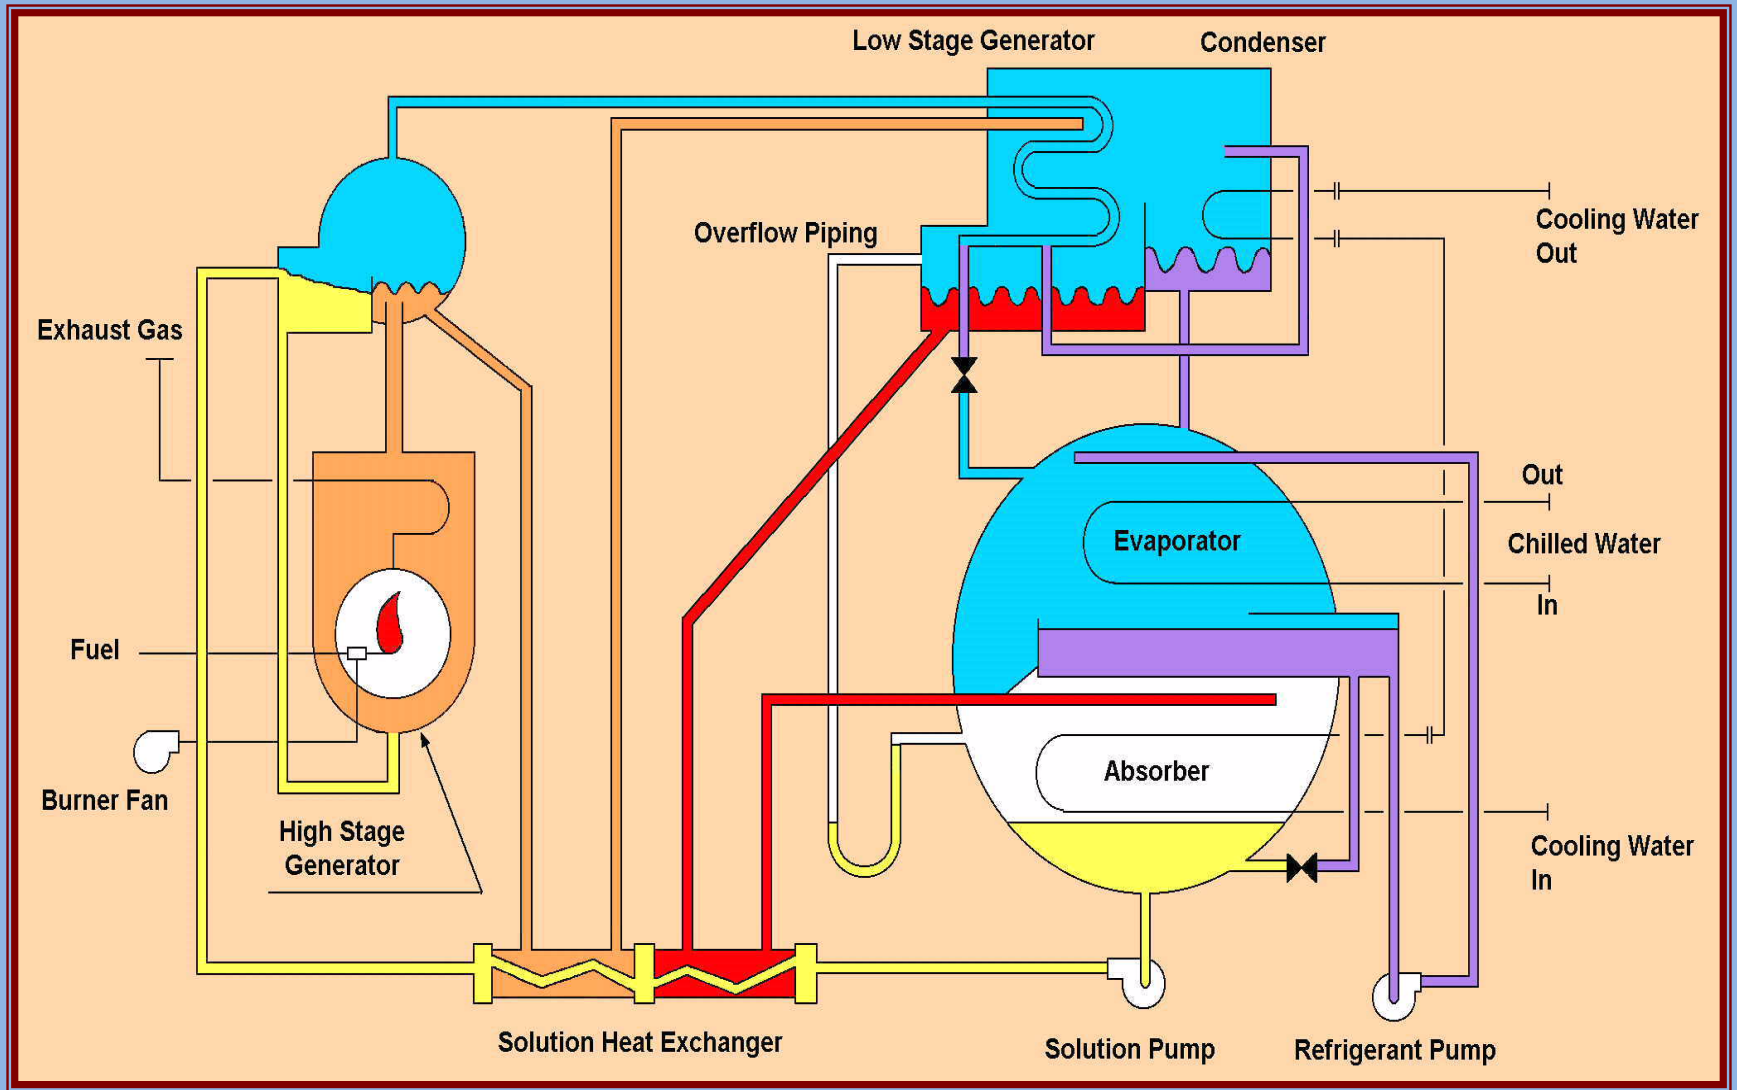 Low Stage Generator
Condenser
Overflow Piping
Cooling Water
Out
Exhaust Gas
Out
Evaporator
Chilled Water
In
Fuel
Absorber
Burner Fan
High Stage
Generator
Cooling Water
In
Solution Heat Exchanger
Solution Pump
Refrigerant Pump